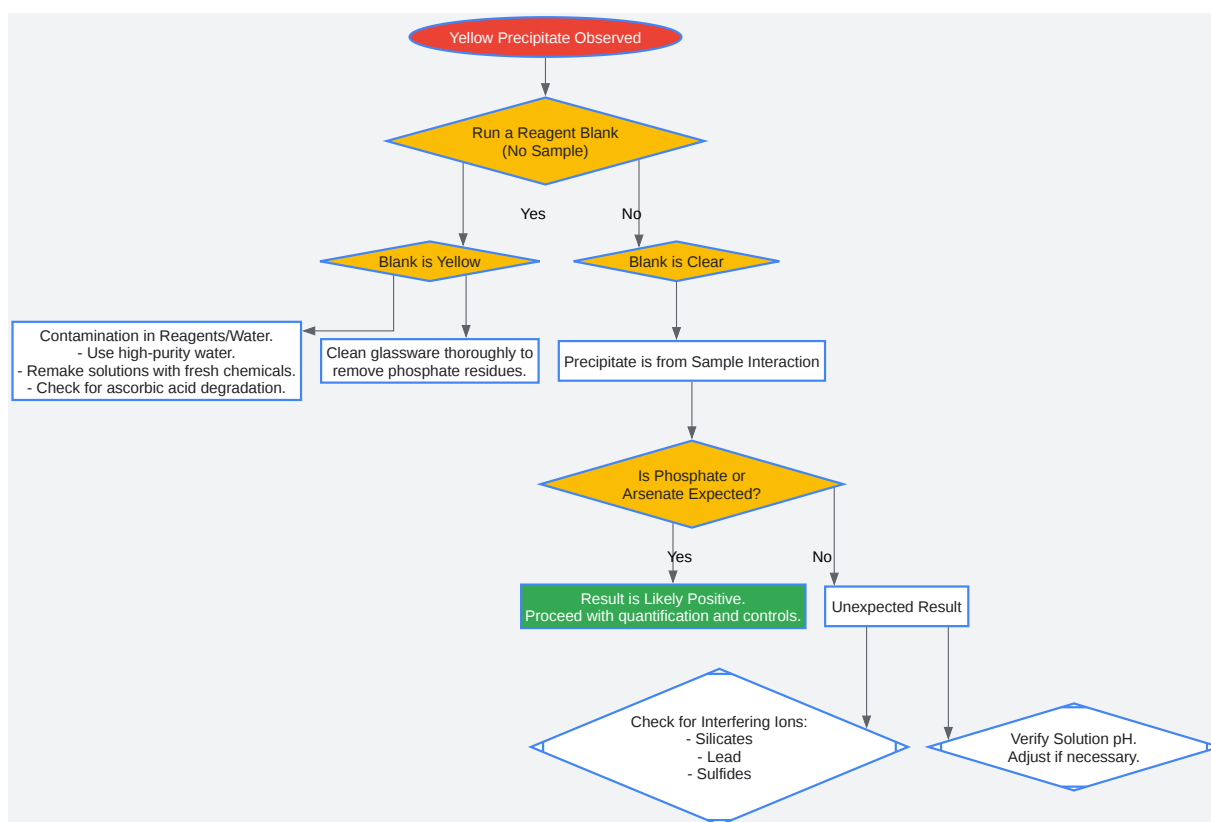 Yellow Precipitate Observed
Run a Reagent Blank
(No Sample)
Yes
No
Blank is Yellow
Blank is Clear
Contamination in Reagents/Water.
- Use high-purity water.
- Remake solutions with fresh chemicals.
- Check for ascorbic acid degradation.
Clean glassware thoroughly to
remove phosphate residues.
Precipitate is from Sample Interaction
Is Phosphate or
Arsenate Expected?
Yes
No
Result is Likely Positive.
Proceed with quantification and controls.
Unexpected Result
Check for Interfering Ions:
- Silicates
- Lead
- Sulfides
Verify Solution pH.
Adjust if necessary.